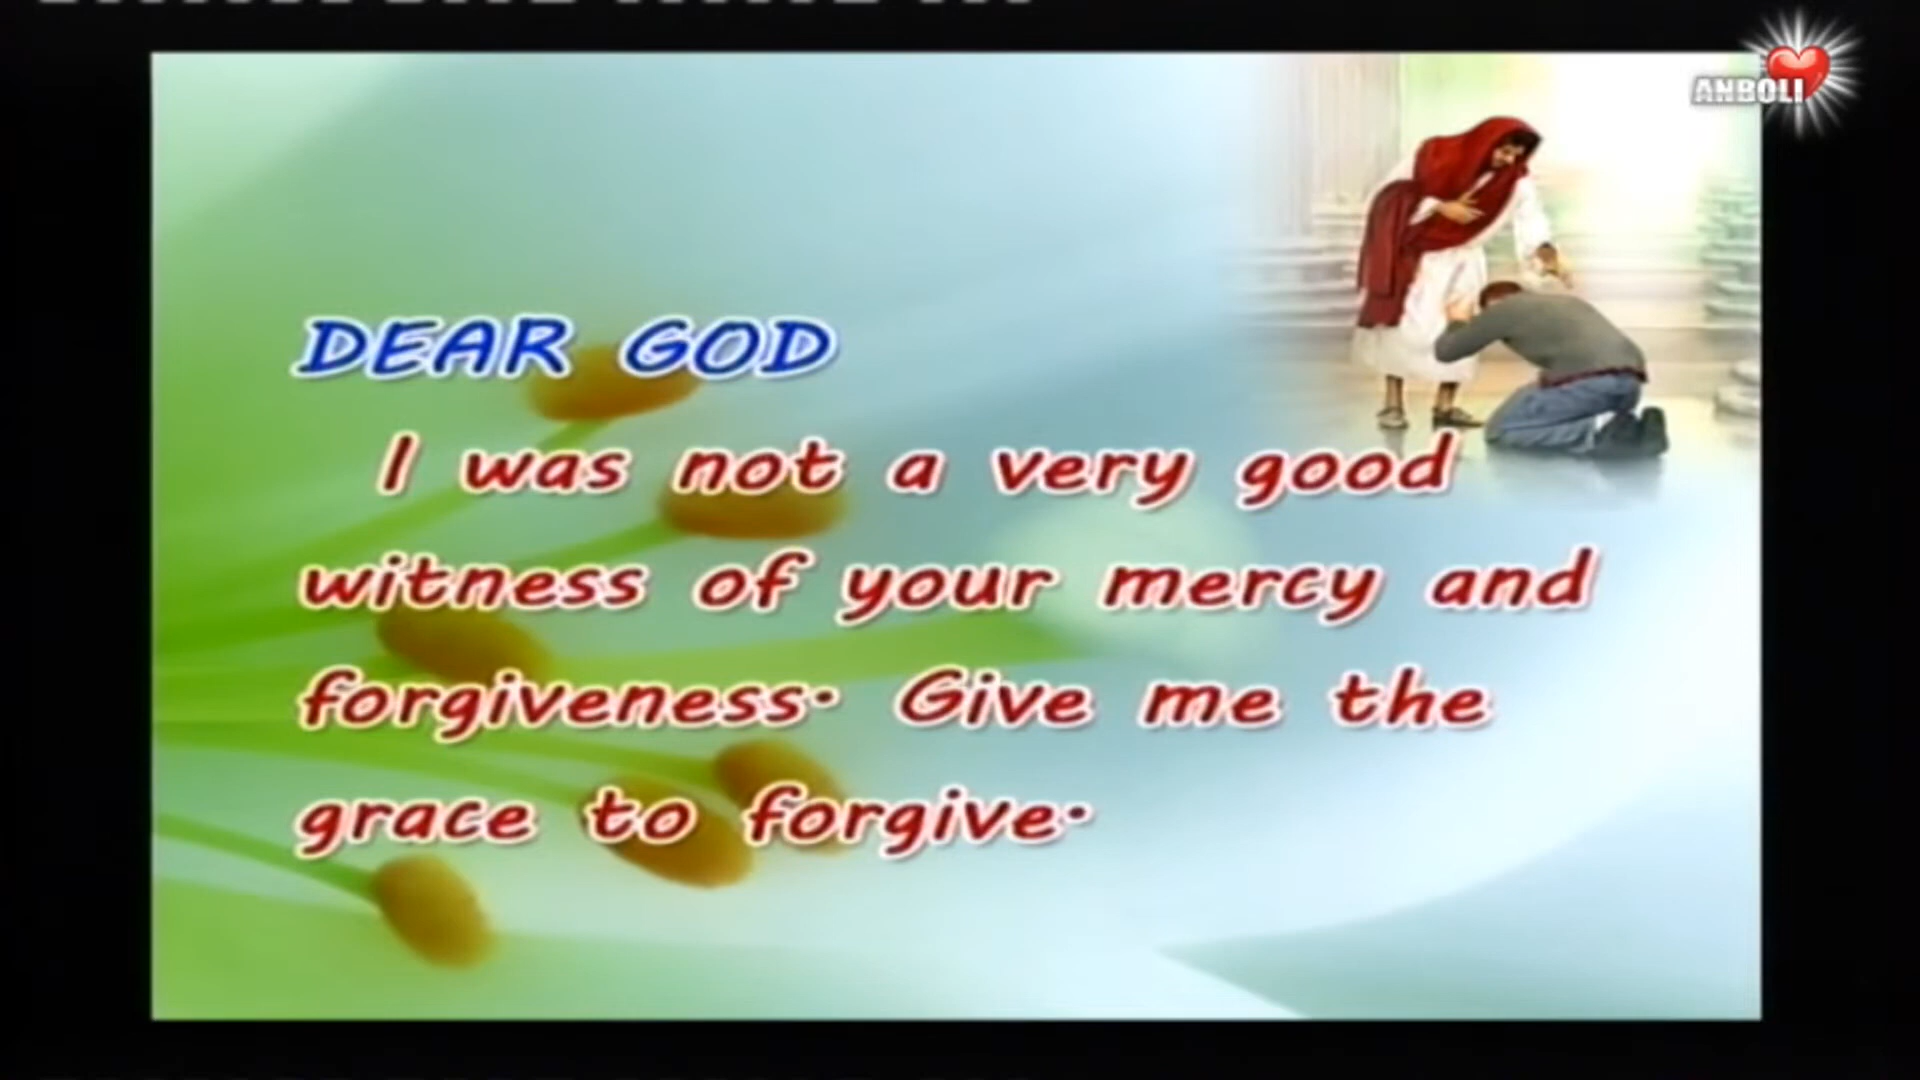 ANBOLI
DEAR GOD
I was not a very good
witness of your mercy and
forgiveness. Give me the
grace to forgive.